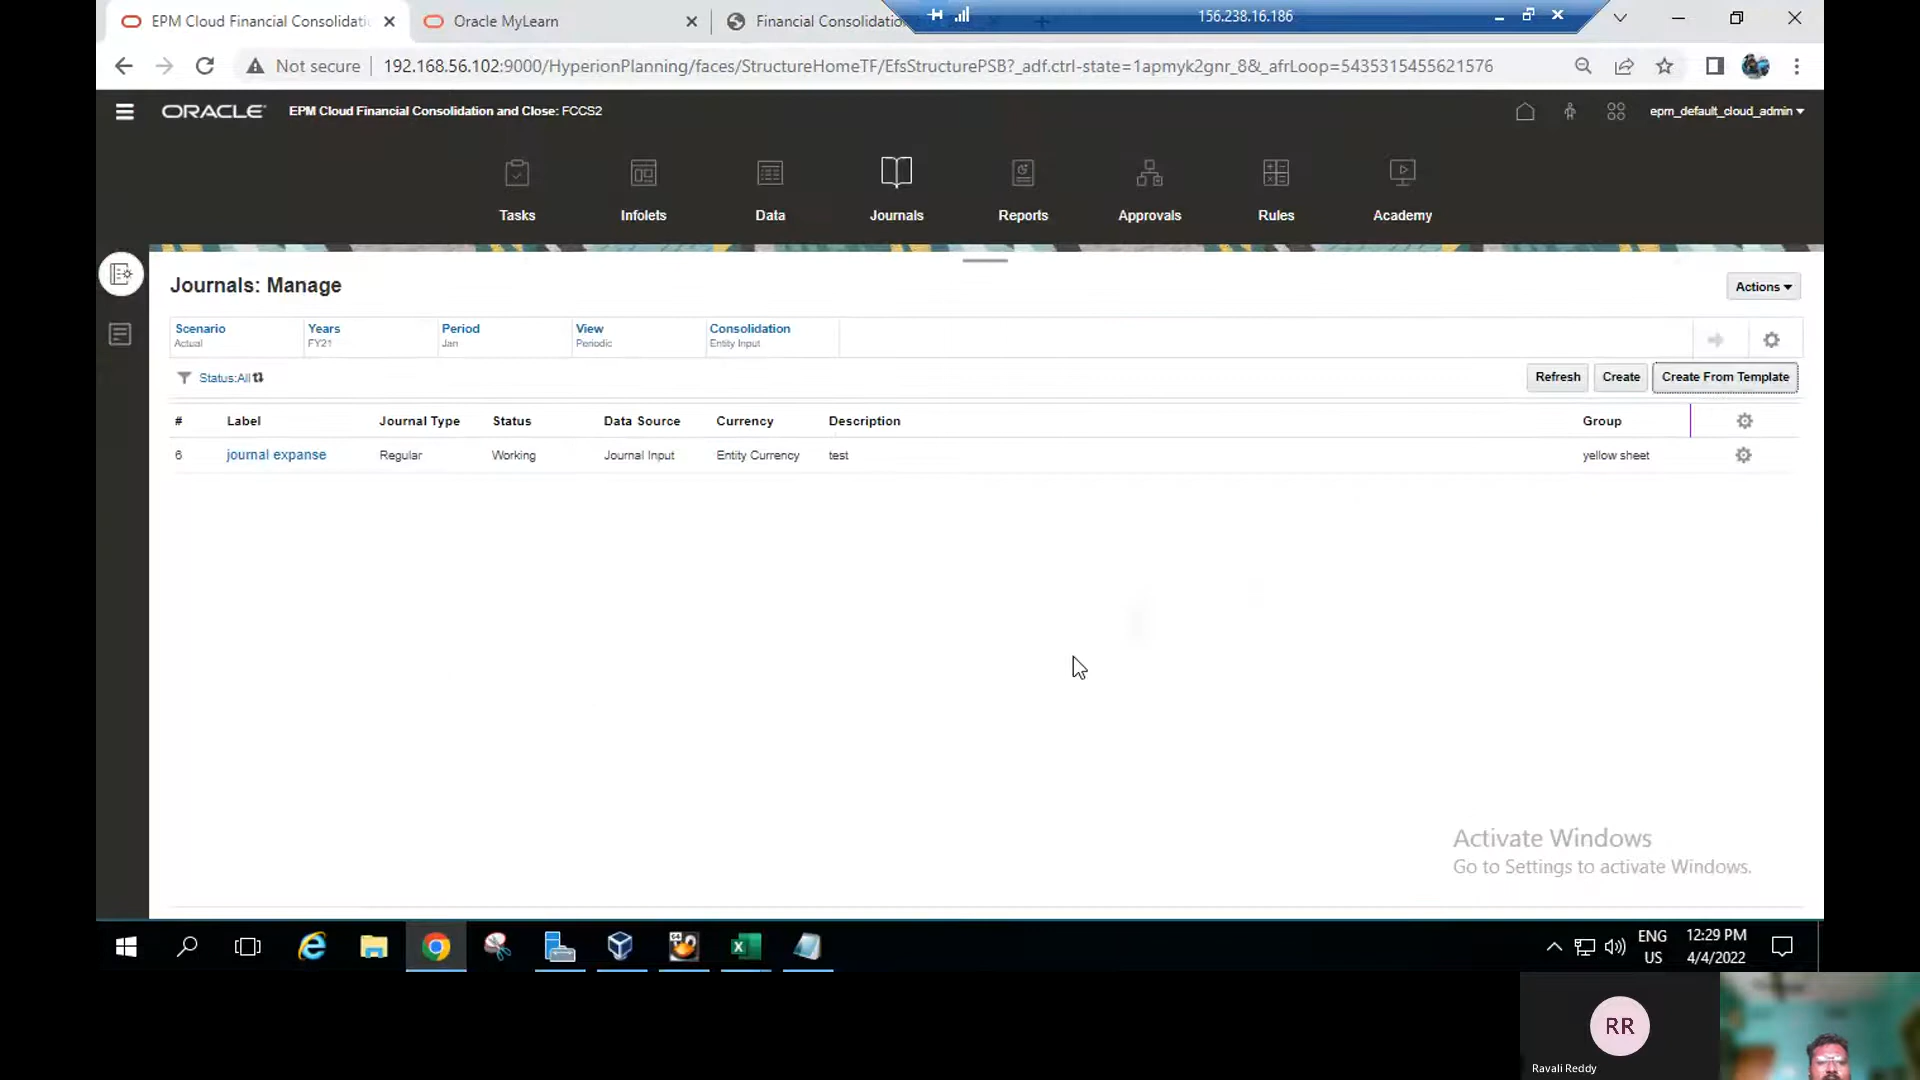 EPM Cloud Financial Consolidati
Oracle MyLearn
Financial Consolidatio
156.238.16.186
Not secure
192.168.56.102:9000/HyperionPlanning/faces/StructureHomeTF/EfsStructurePSB?_adf.ctrl-state=1apmyk2gnr_8&_afrLoop=5435315455621576
ORACLE
EPM Cloud Financial Consolidation and Close: FCCS2
epm_default_cloud_admin
Tasks
Infolets
Data
Journals
Reports
Approvals
Rules
Academy
Journals: Manage
Actions
Scenario
Actual
Years
FY21
Period
Jan
View
Periodic
Consolidation
Entity Input
Status:All
Refresh
Create
Create From Template
# Label Journal Type Status Data Source Currency Description Group
6 journal expanse Regular Working Journal Input Entity Currency test yellow sheet
Activate Windows
Go to Settings to activate Windows.
ENG
US
12:29 PM
4/4/2022
RR
Ravali Reddy